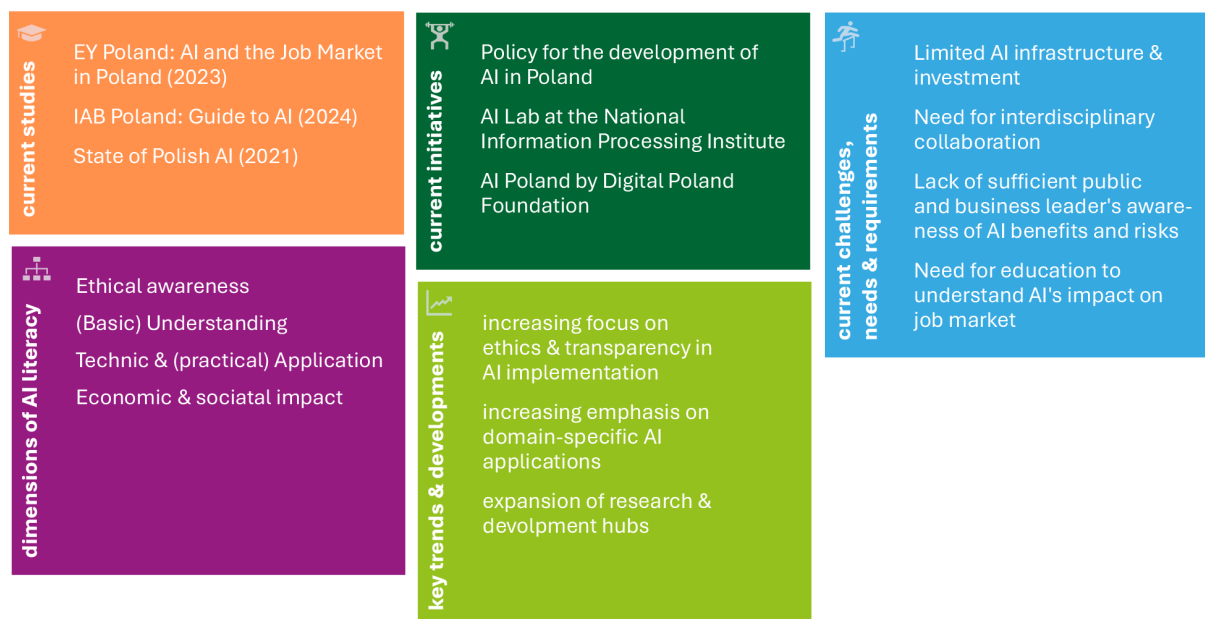 current studies
EY Poland: AI and the Job Market
in Poland (2023)
IAB Poland: Guide to AI (2024)
State of Polish AI (2021)
current initiatives
Policy for the development of
AI in Poland
AI Lab at the National
Information Processing Institute
AI Poland by Digital Poland
Foundation
current challenges,
needs & requirements
Limited AI infrastructure &
investment
Need for interdisciplinary
collaboration
Lack of sufficient public
and business leader's aware-
ness of AI benefits and risks
Need for education to
understand AI's impact on
job market
dimensions of AI literacy
Ethical awareness
(Basic) Understanding
Technic & (practical) Application
Economic & sociatal impact
key trends & developments
increasing focus on
ethics & transparency in
AI implementation
increasing emphasis on
domain-specific AI
applications
expansion of research &
devolpment hubs